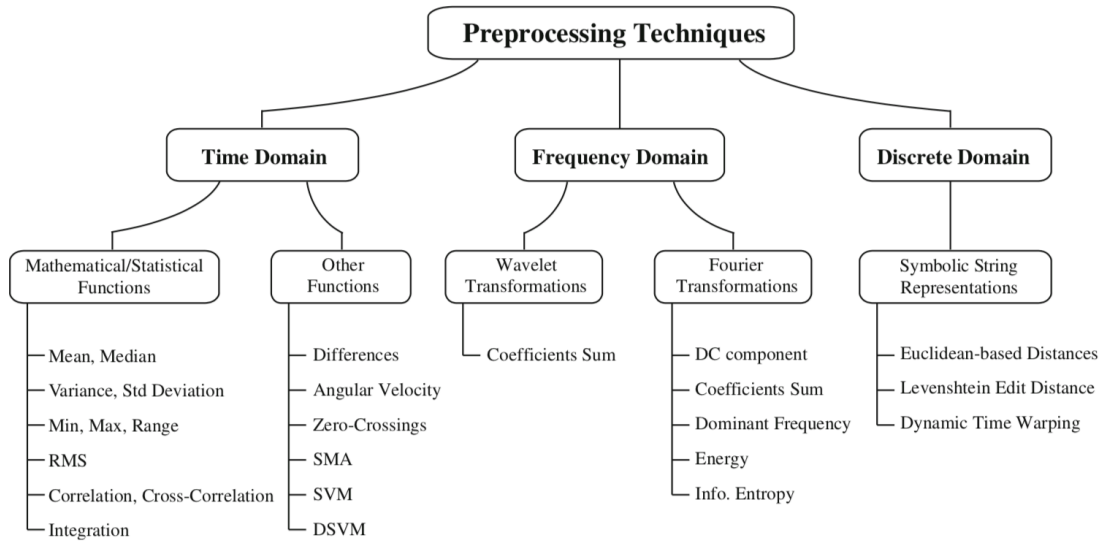 Preprocessing Techniques
Time Domain
Frequency Domain
Discrete Domain
Mathematical/Statistical
Functions
Other
Functions
Wavelet
Transformations
Fourier
Transformations
Symbolic String
Representations
Mean, Median
Variance, Std Deviation
Min, Max, Range
RMS
Correlation, Cross-Correlation
Integration
Differences
Angular Velocity
Zero-Crossings
SMA
SVM
DSVM
Coefficients Sum
DC component
Coefficients Sum
Dominant Frequency
Energy
Info. Entropy
Euclidean-based Distances
Levenshtein Edit Distance
Dynamic Time Warping